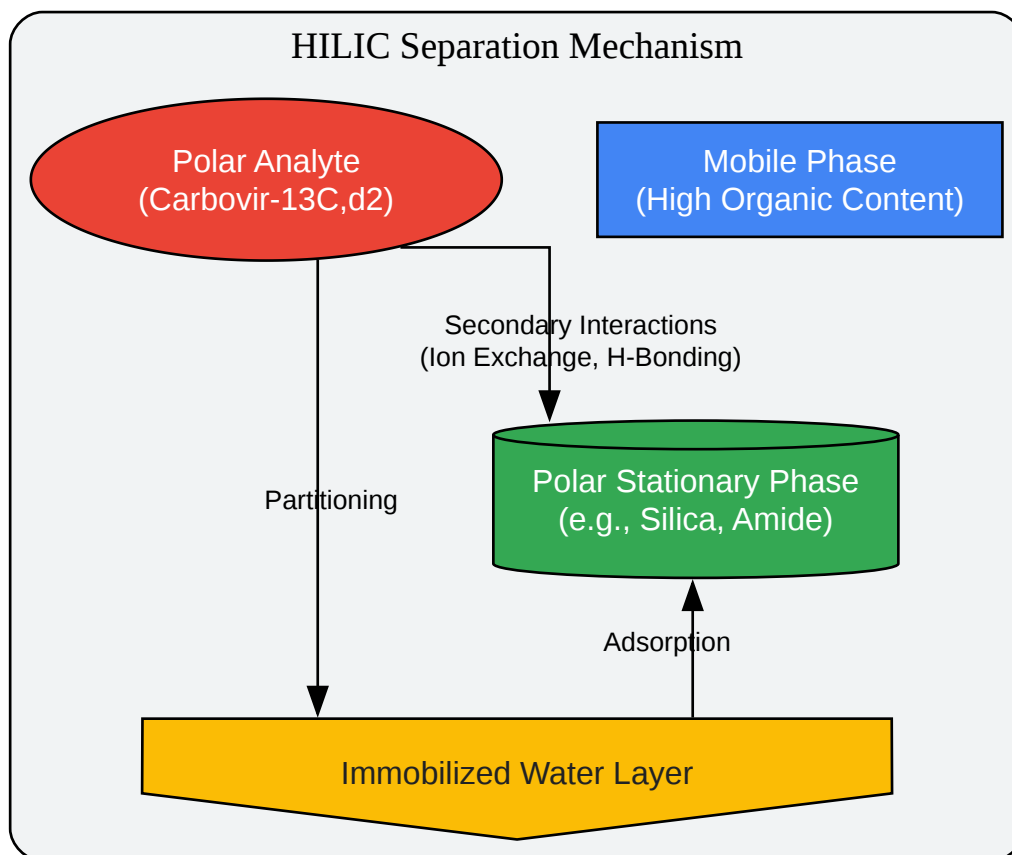 HILIC Separation Mechanism
Polar Analyte
(Carbovir-13C,d2)
Mobile Phase
(High Organic Content)
Secondary Interactions
(Ion Exchange, H-Bonding)
Polar Stationary Phase
(e.g., Silica, Amide)
Partitioning
Adsorption
Immobilized Water Layer